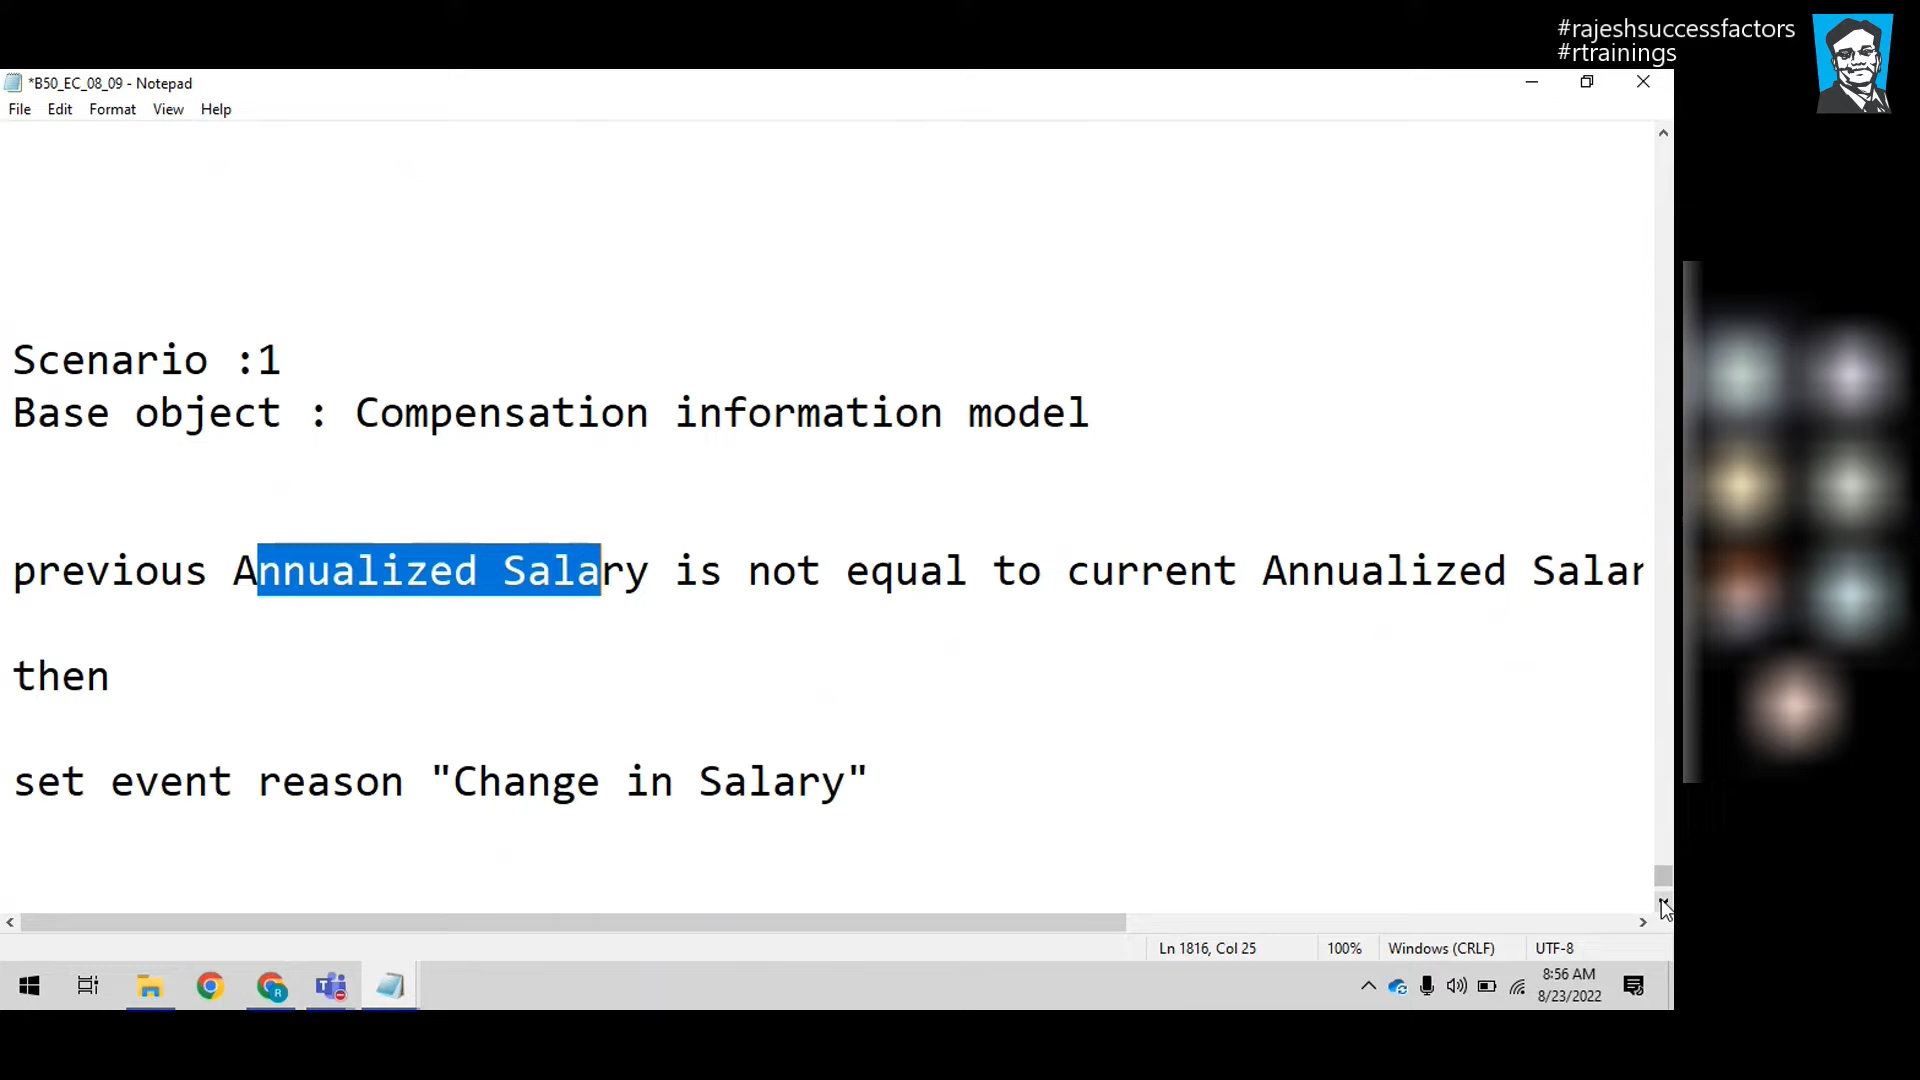 #rajeshsuccessfactors
#rtrainings
*B50_EC_08_09 - Notepad
File Edit Format View Help
Scenario :1
Base object : Compensation information model
previous Annualized Salary is not equal to current Annualized Salar
then
set event reason "Change in Salary"
Ln 1816, Col 25 100% Windows (CRLF) UTF-8
8:56 AM
8/23/2022